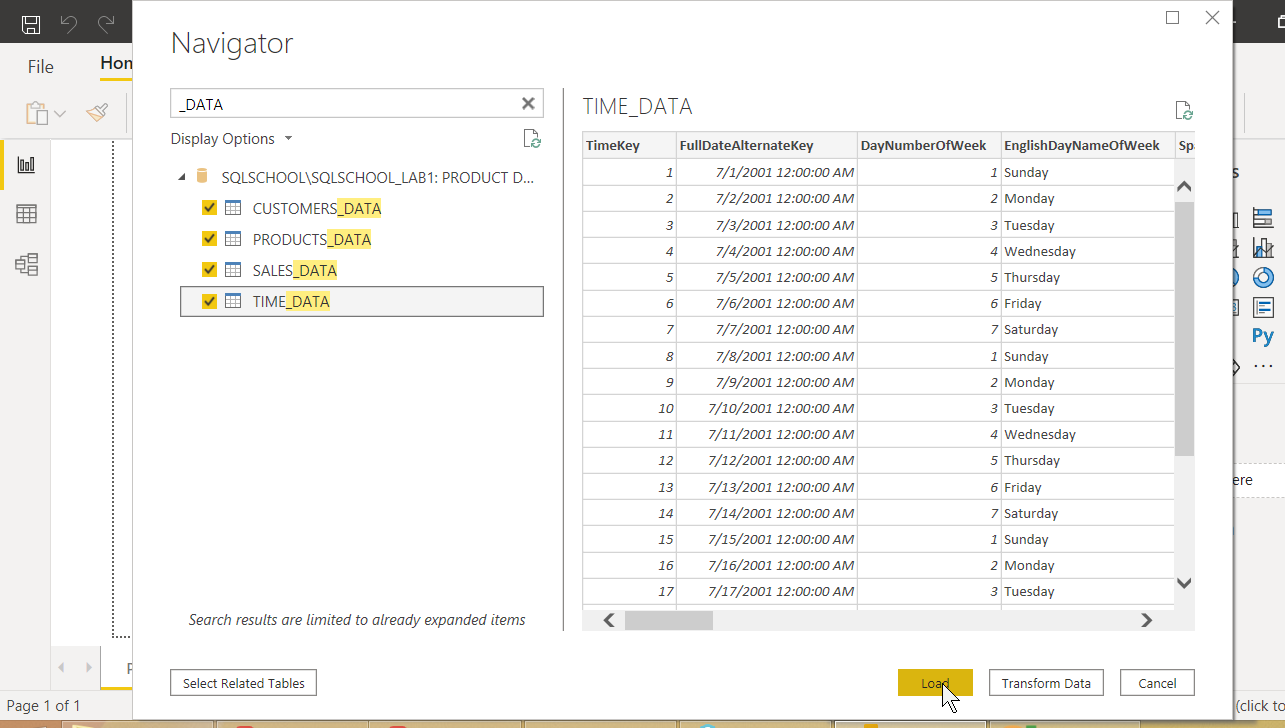 Navigator
File
Hom
_DATA
Display Options
SQLSCHOOL\SQLSCHOOL_LAB1: PRODUCT D...
CUSTOMERS_DATA
PRODUCTS_DATA
SALES_DATA
TIME_DATA
Search results are limited to already expanded items
Select Related Tables
TIME_DATA
TimeKey FullDateAlternateKey DayNumberOfWeek EnglishDayNameOfWeek Spa
1 7/1/2001 12:00:00 AM 1 Sunday
2 7/2/2001 12:00:00 AM 2 Monday
3 7/3/2001 12:00:00 AM 3 Tuesday
4 7/4/2001 12:00:00 AM 4 Wednesday
5 7/5/2001 12:00:00 AM 5 Thursday
6 7/6/2001 12:00:00 AM 6 Friday
7 7/7/2001 12:00:00 AM 7 Saturday
8 7/8/2001 12:00:00 AM 1 Sunday
9 7/9/2001 12:00:00 AM 2 Monday
10 7/10/2001 12:00:00 AM 3 Tuesday
11 7/11/2001 12:00:00 AM 4 Wednesday
12 7/12/2001 12:00:00 AM 5 Thursday
13 7/13/2001 12:00:00 AM 6 Friday
14 7/14/2001 12:00:00 AM 7 Saturday
15 7/15/2001 12:00:00 AM 1 Sunday
16 7/16/2001 12:00:00 AM 2 Monday
17 7/17/2001 12:00:00 AM 3 Tuesday
Load
Transform Data
Cancel
Py
ere
Page 1 of 1
(click to